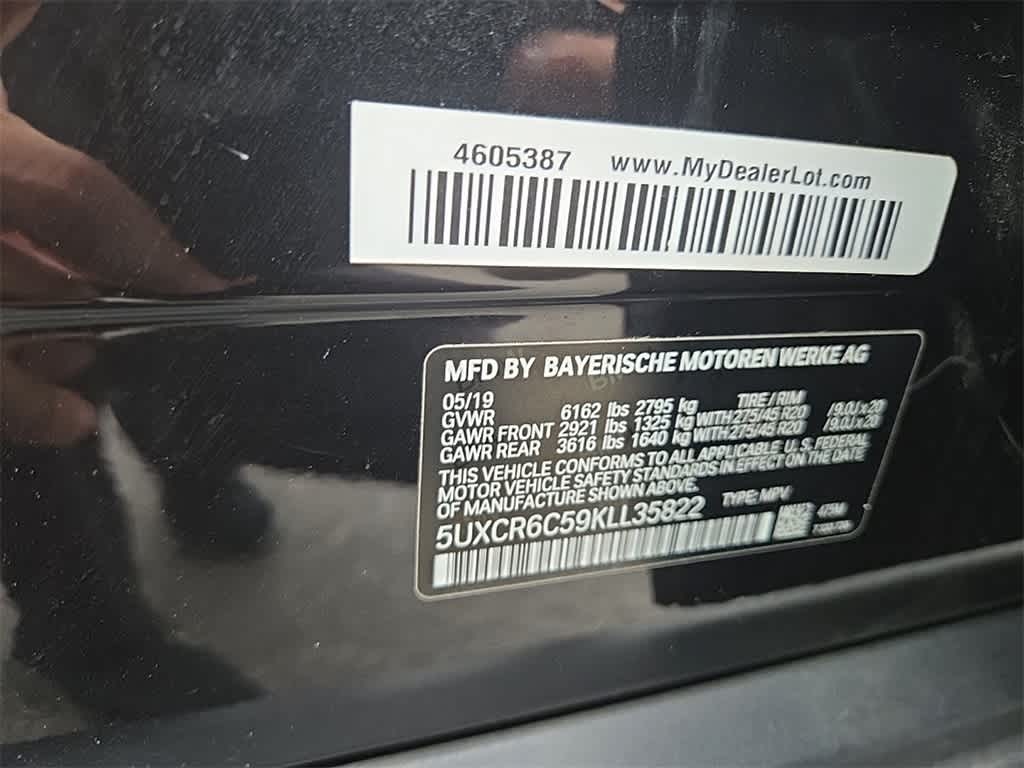 4605387 www.MyDealerLot.com
MFD BY BAYERISCHE MOTOREN WERKE AG
05/19 TIRE / RIM
GVWR 6162 lbs 2795 kg
GAWR FRONT 2921 lbs 1325 kg WITH 275/45 R20 /9.0J x 20
GAWR REAR 3616 lbs 1640 kg WITH 275/45 R20 /9.0J x 20
THIS VEHICLE CONFORMS TO ALL APPLICABLE U.S. FEDERAL
MOTOR VEHICLE SAFETY STANDARDS IN EFFECT ON THE DATE
OF MANUFACTURE SHOWN ABOVE.
5UXCR6C59KLL35822 TYPE: MPV